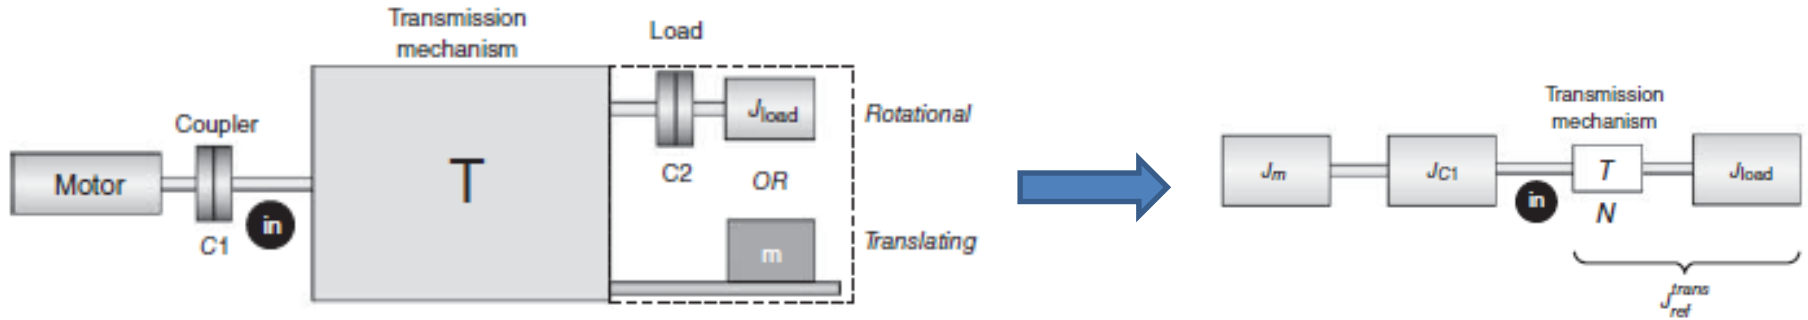 Transmission
mechanism
Load
Coupler
Motor
C1
in
T
C2
J_load
Rotational
OR
m
Translating
Transmission
mechanism
J_m
J_C1
in
T
N
J_load
J_ref^trans